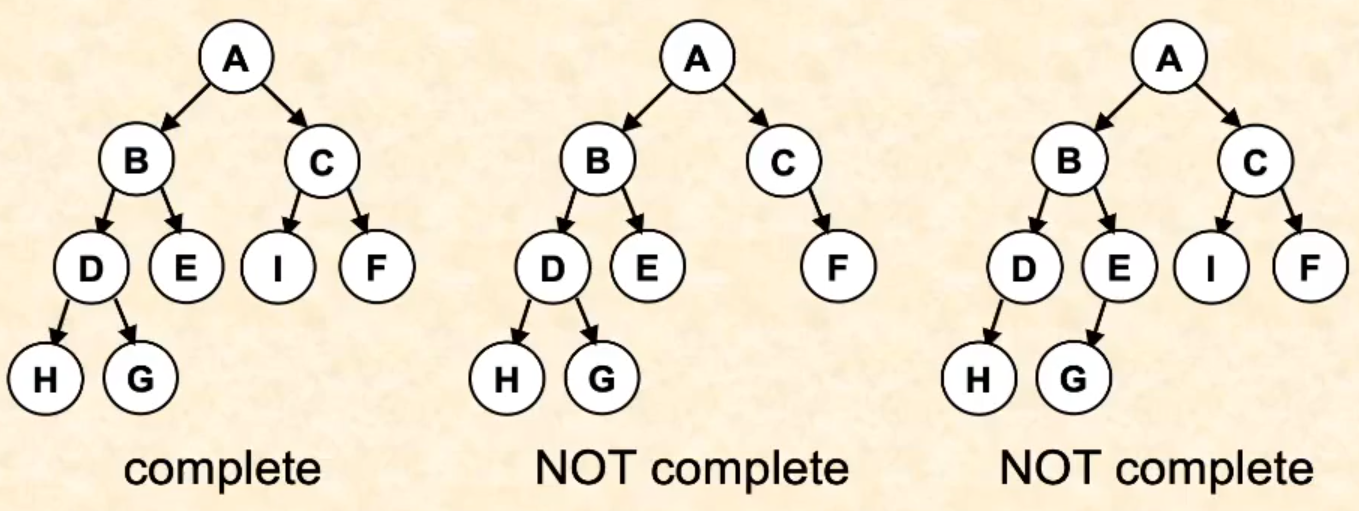 A A A
B C B C B C
D E I F D E F D E I F
H G H G H G
complete NOT complete NOT complete